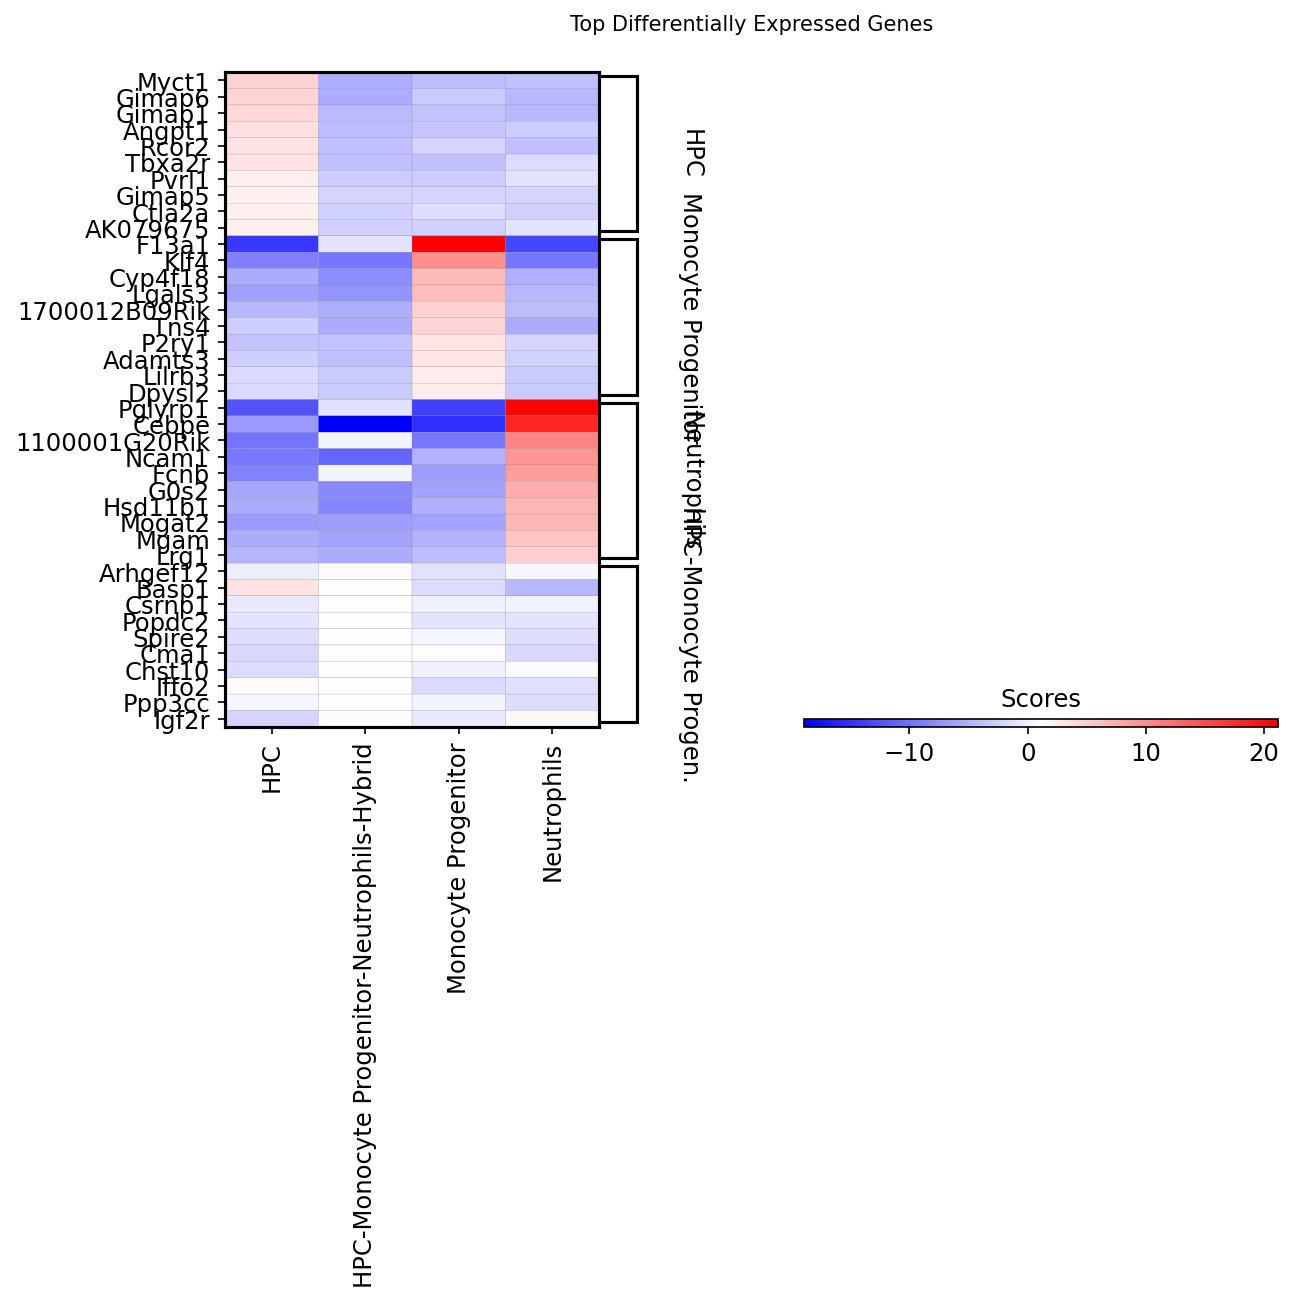 Top Differentially Expressed Genes
Myct1
Gimap6
Gimap1
Angpt1
Rcor2
Tbxa2r
Pvrl1
Gimap5
Ctla2a
AK079675
F13a1
Klf4
Cyp4f18
Lgals3
1700012B09Rik
Tns4
P2ry1
Adamts3
Lilrb3
Dpysl2
Pglyrp1
Cebpe
1100001G20Rik
Ncam1
Fcnb
G0s2
Hsd11b1
Mogat2
Mgam
Lrg1
Arhgef12
Basp1
Csrnp1
Popdc2
Spire2
Cma1
Chst10
Iffo2
Ppp3cc
Igf2r
HPC
Monocyte Progenitor
Neutrophils
HPC-Monocyte Progen.
HPC
HPC-Monocyte Progenitor-Neutrophils-Hybrid
Monocyte Progenitor
Neutrophils
Scores
−10 0 10 20